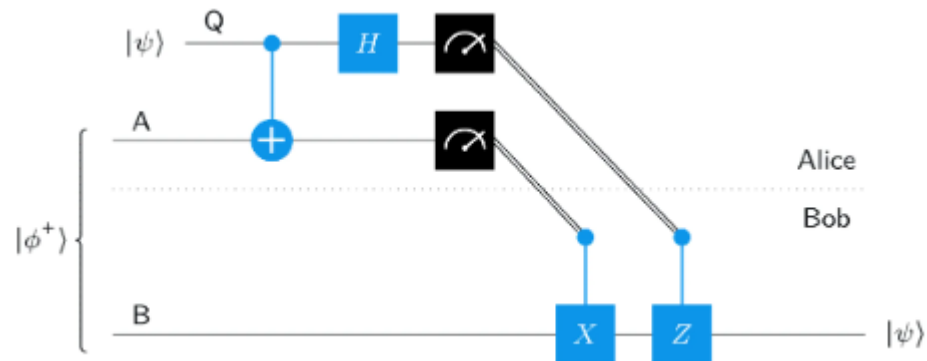 |ψ⟩ Q H
A
Alice
Bob
|ϕ⁺⟩
B X Z |ψ⟩